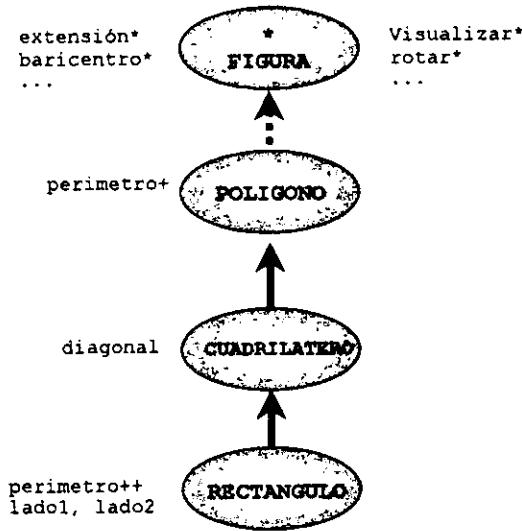 extensión*
baricentro*
...
*
FIGURA
Visualizar*
rotar*
...
perimetro+
POLIGONO
diagonal
CUADRILATERO
perimetro++
lado1, lado2
RECTANGULO